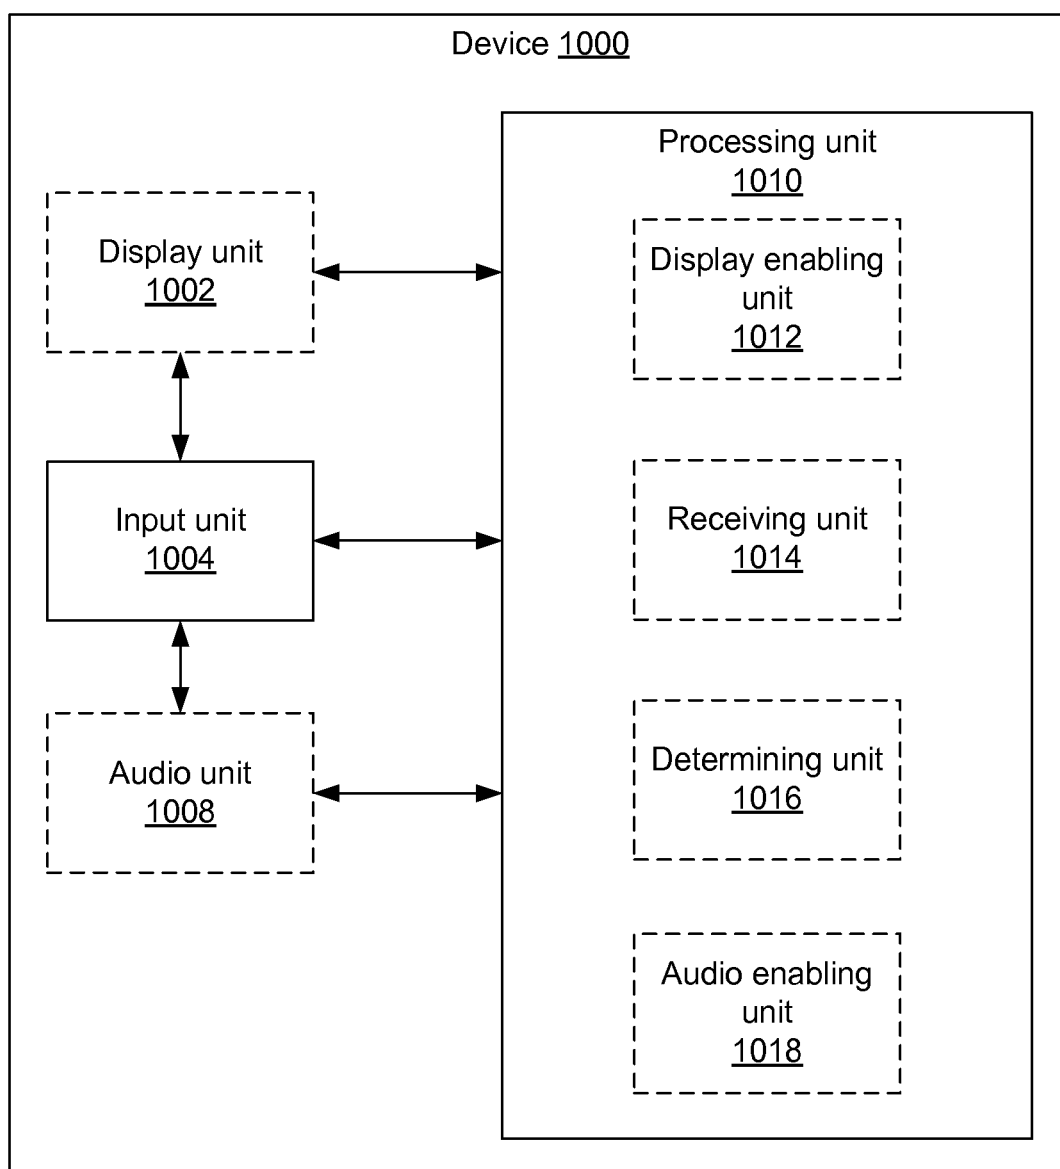 Device 1000
Processing unit
1010
Display unit
1002
Display enabling
unit
1012
Input unit
1004
Receiving unit
1014
Audio unit
1008
Determining unit
1016
Audio enabling
unit
1018